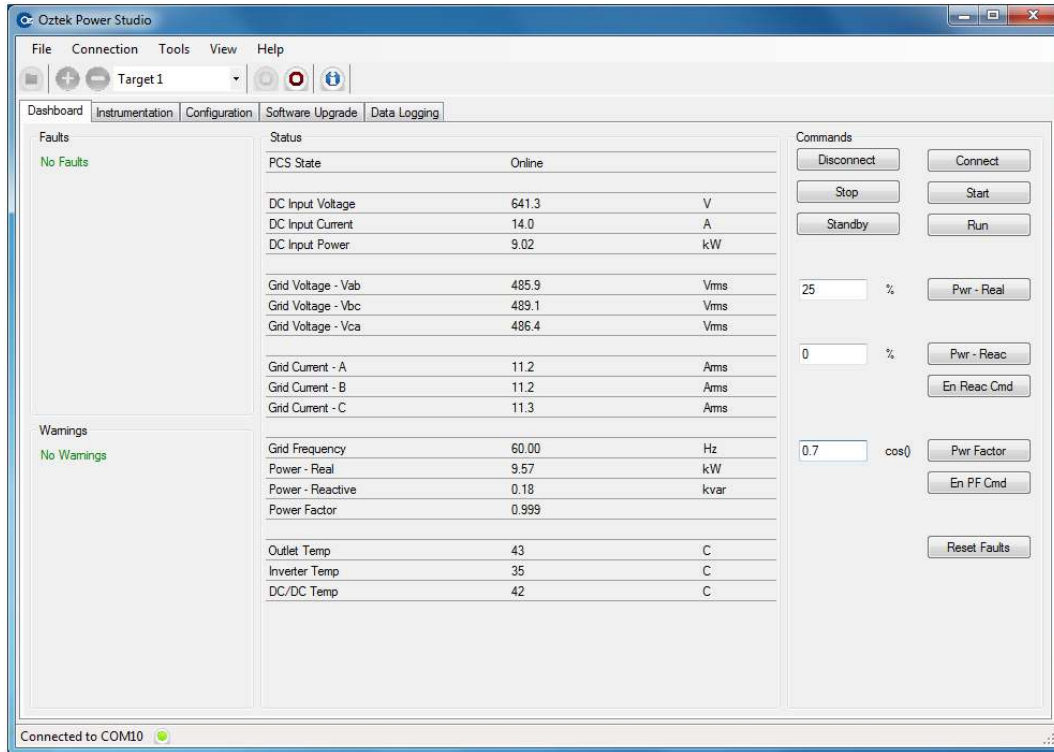 Oztek Power Studio
File Connection Tools View Help
Target 1
Dashboard Instrumentation Configuration Software Upgrade Data Logging
Faults
No Faults
Warnings
No Warnings
Status
PCS State Online
DC Input Voltage 641.3 V
DC Input Current 14.0 A
DC Input Power 9.02 kW
Grid Voltage - Vab 485.9 Vrms
Grid Voltage - Vbc 489.1 Vrms
Grid Voltage - Vca 486.4 Vrms
Grid Current - A 11.2 Arms
Grid Current - B 11.2 Arms
Grid Current - C 11.3 Arms
Grid Frequency 60.00 Hz
Power - Real 9.57 kW
Power - Reactive 0.18 kvar
Power Factor 0.999
Outlet Temp 43 C
Inverter Temp 35 C
DC/DC Temp 42 C
Commands
Disconnect Connect
Stop Start
Standby Run
25 % Pwr - Real
0 % Pwr - Reac
En Reac Cmd
0.7 cos() Pwr Factor
En PF Cmd
Reset Faults
Connected to COM10